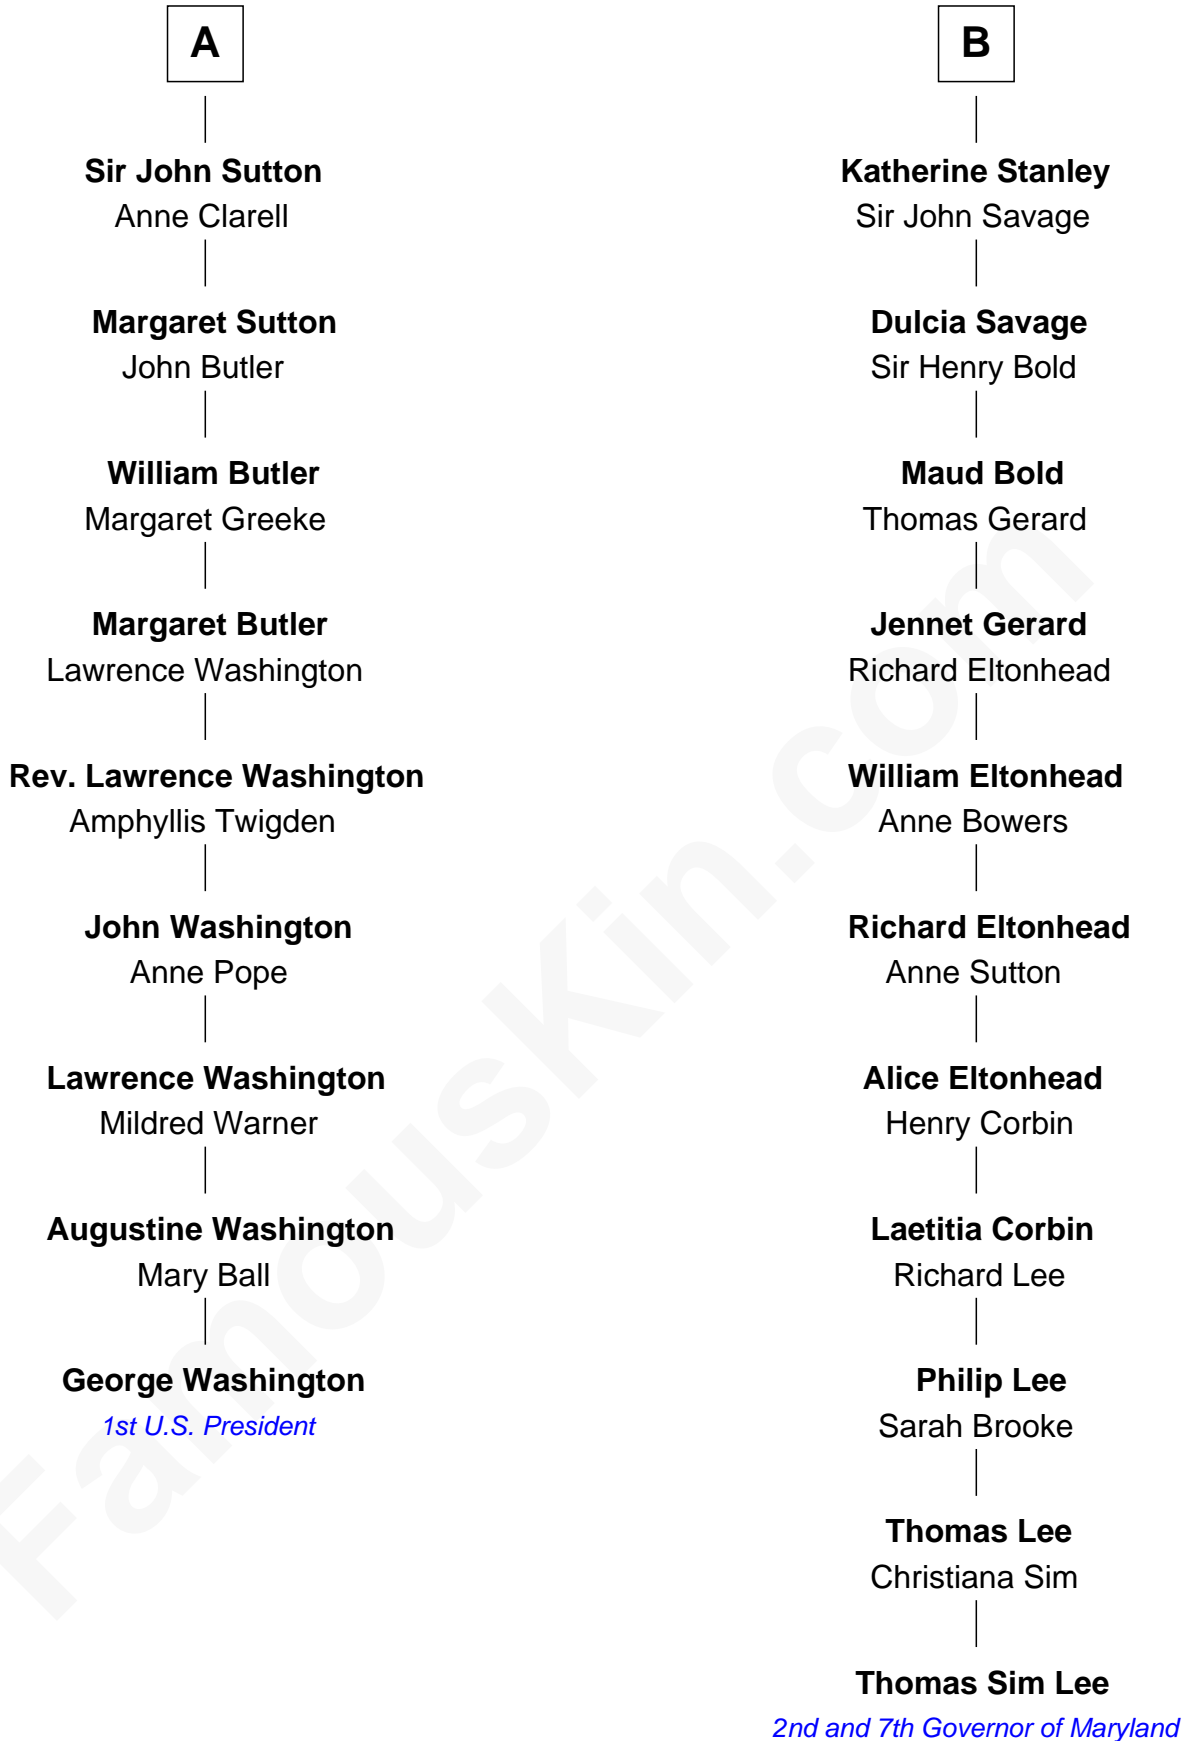 A
Sir John Sutton
Anne Clarell
Margaret Sutton
John Butler
William Butler
Margaret Greeke
Margaret Butler
Lawrence Washington
Rev. Lawrence Washington
Amphyllis Twigden
John Washington
Anne Pope
Lawrence Washington
Mildred Warner
Augustine Washington
Mary Ball
George Washington
1st U.S. President
B
Katherine Stanley
Sir John Savage
Dulcia Savage
Sir Henry Bold
Maud Bold
Thomas Gerard
Jennet Gerard
Richard Eltonhead
William Eltonhead
Anne Bowers
Richard Eltonhead
Anne Sutton
Alice Eltonhead
Henry Corbin
Laetitia Corbin
Richard Lee
Philip Lee
Sarah Brooke
Thomas Lee
Christiana Sim
Thomas Sim Lee
2nd and 7th Governor of Maryland
FamousKin.com